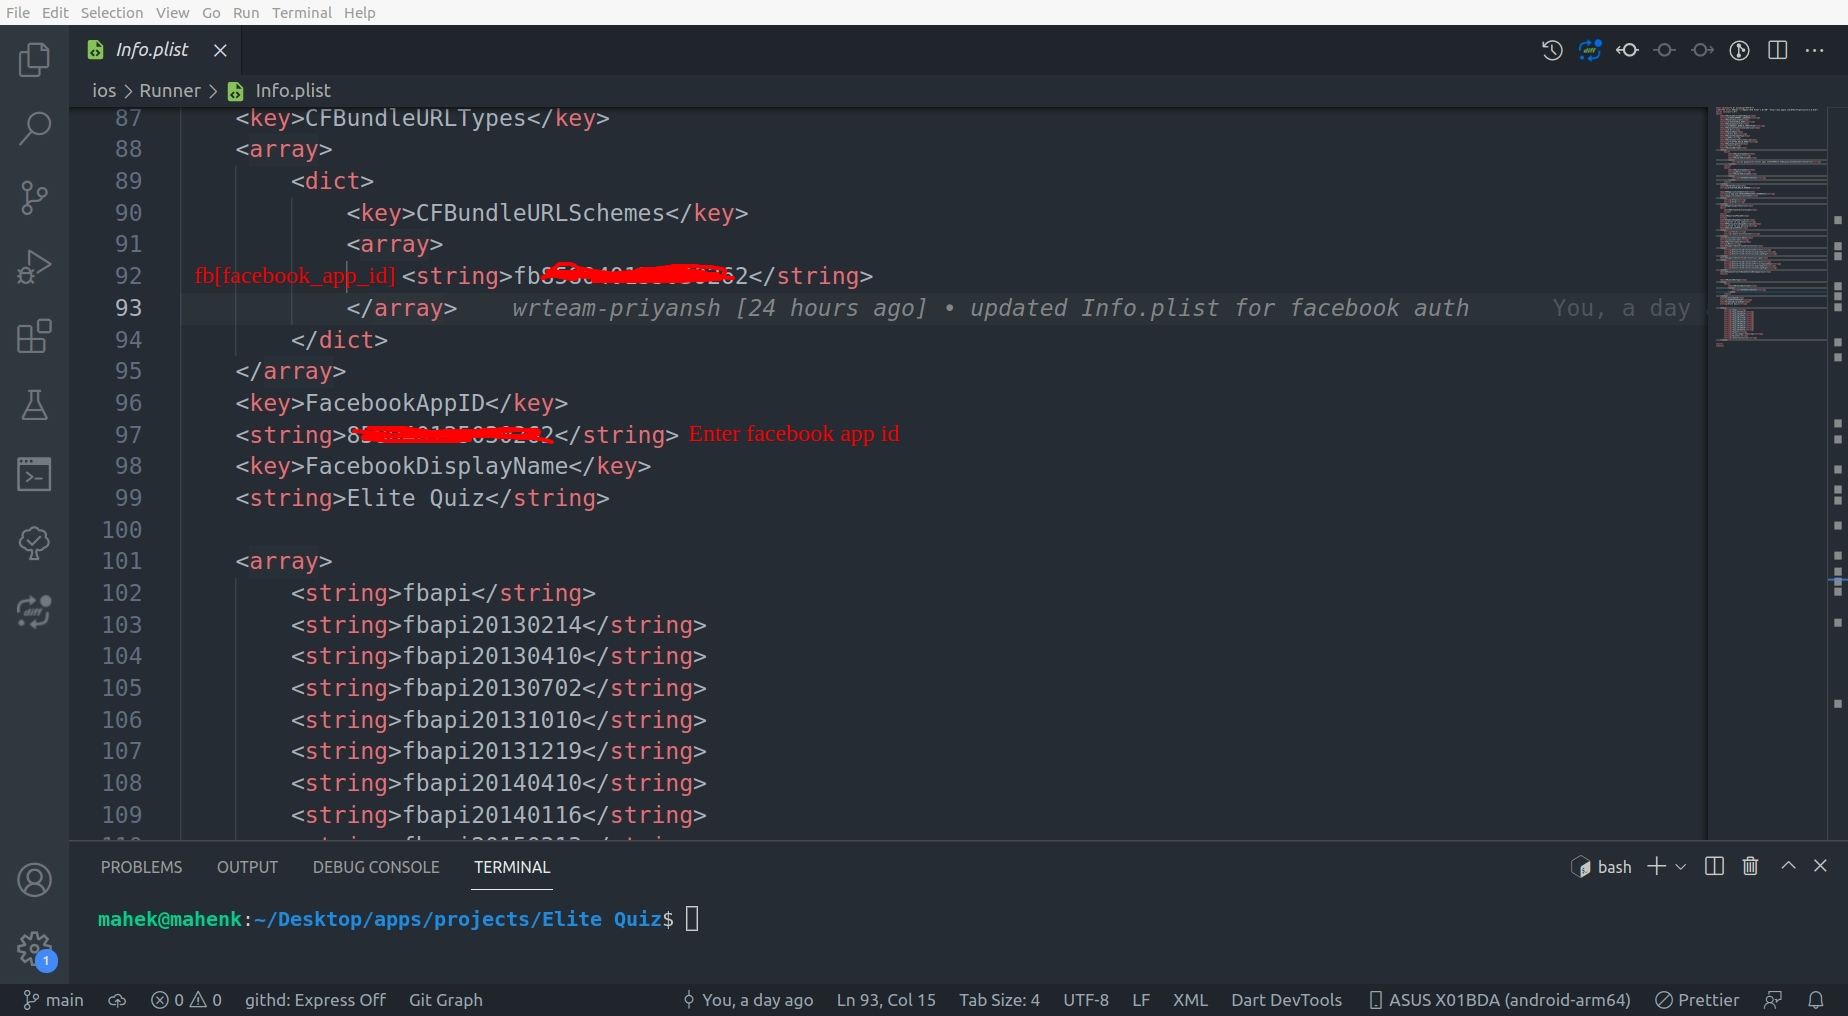 File Edit Selection View Go Run Terminal Help
Info.plist
ios > Runner > Info.plist
87 <key>CFBundleURLTypes</key>
88 <array>
89 <dict>
90 <key>CFBundleURLSchemes</key>
91 <array>
92 fb[facebook_app_id] <string>fb</string>
93 </array> wrteam-priyansh [24 hours ago] • updated Info.plist for facebook auth You, a day
94 </dict>
95 </array>
96 <key>FacebookAppID</key>
97 <string></string> Enter facebook app id
98 <key>FacebookDisplayName</key>
99 <string>Elite Quiz</string>
100
101 <array>
102 <string>fbapi</string>
103 <string>fbapi20130214</string>
104 <string>fbapi20130410</string>
105 <string>fbapi20130702</string>
106 <string>fbapi20131010</string>
107 <string>fbapi20131219</string>
108 <string>fbapi20140410</string>
109 <string>fbapi20140116</string>
PROBLEMS OUTPUT DEBUG CONSOLE TERMINAL bash
mahek@mahenk:~/Desktop/apps/projects/Elite Quiz$
1
main 0 0 githd: Express Off Git Graph You, a day ago Ln 93, Col 15 Tab Size: 4 UTF-8 LF XML Dart DevTools ASUS X01BDA (android-arm64) Prettier